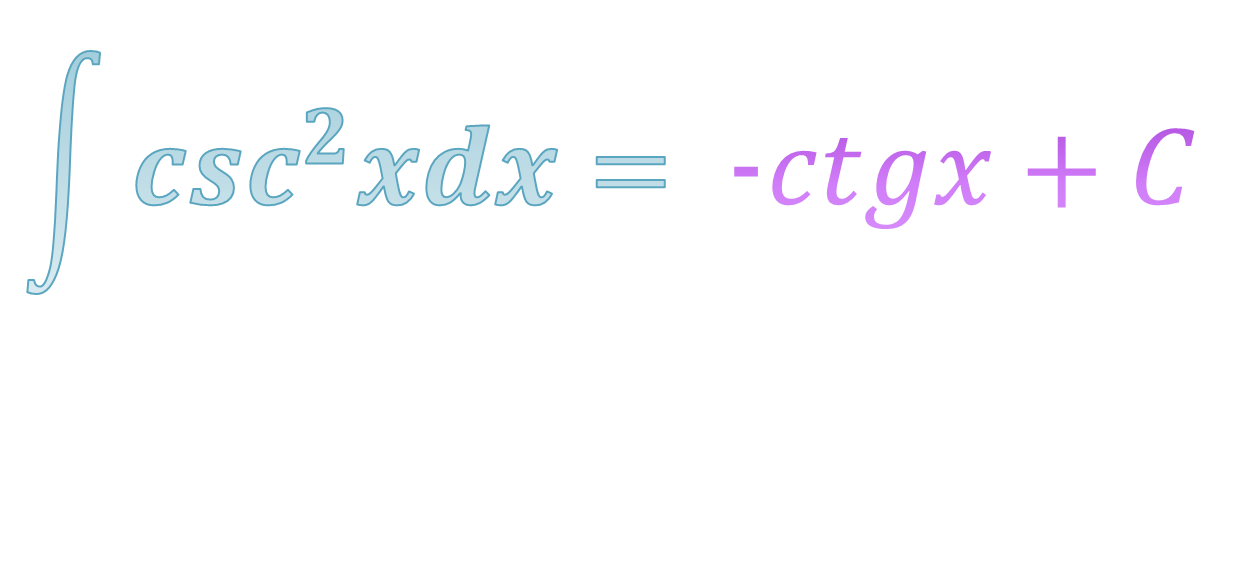 ∫ csc²xdx = -ctgx + C